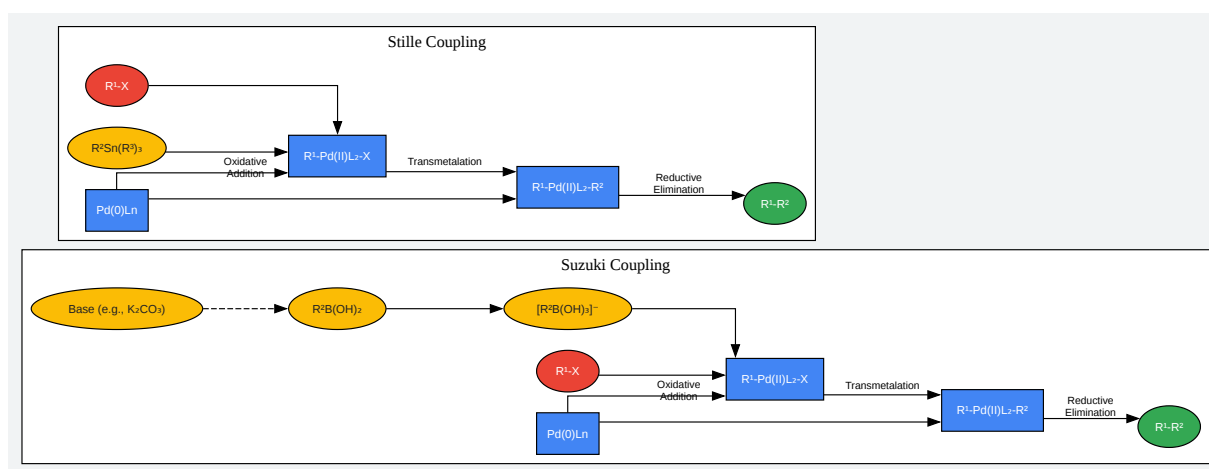 Stille Coupling
R¹-X
R²Sn(R³)₃
Oxidative
Addition
R¹-Pd(II)L₂-X
Transmetalation
Pd(0)Ln
R¹-Pd(II)L₂-R²
Reductive
Elimination
R¹-R²
Suzuki Coupling
Base (e.g., K₂CO₃)
R²B(OH)₂
[R²B(OH)₃]⁻
R¹-X
Oxidative
Addition
R¹-Pd(II)L₂-X
Transmetalation
Pd(0)Ln
R¹-Pd(II)L₂-R²
Reductive
Elimination
R¹-R²